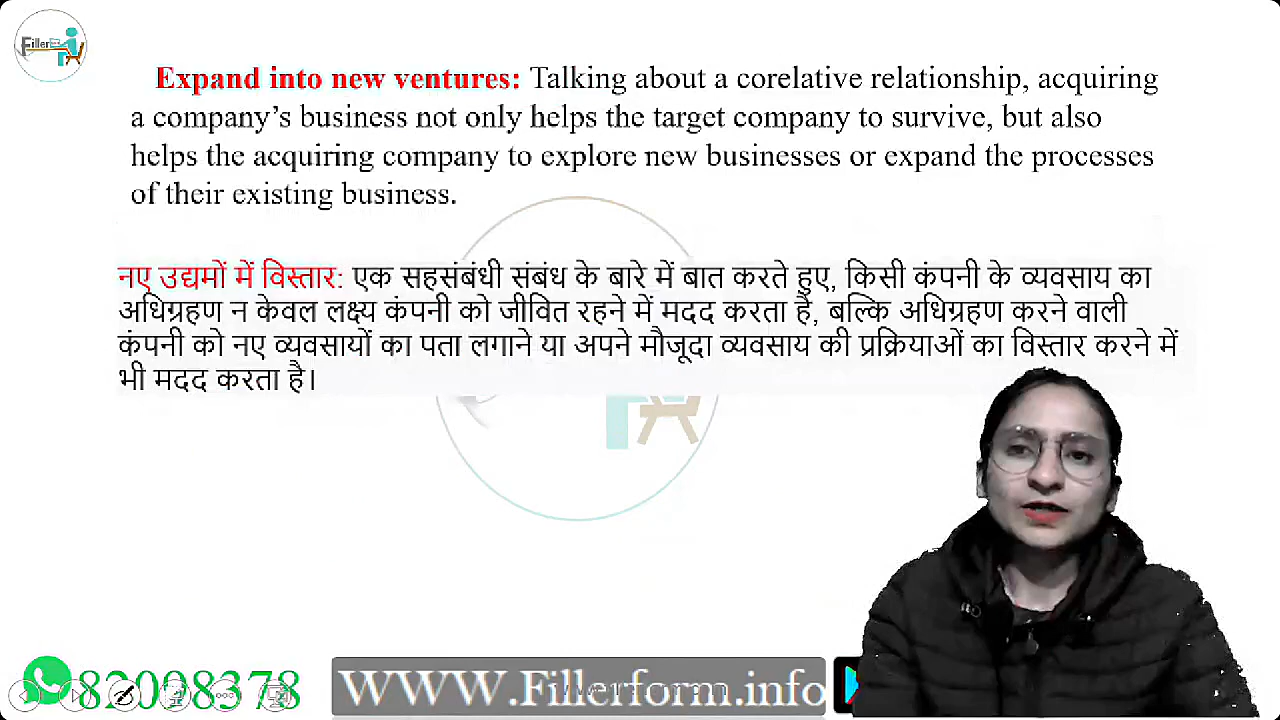 Filler
Expand into new ventures: Talking about a corelative relationship, acquiring
a company’s business not only helps the target company to survive, but also
helps the acquiring company to explore new businesses or expand the processes
of their existing business.
नए उद्यमों में विस्तार: एक सहसंबंधी संबंध के बारे में बात करते हुए, किसी कंपनी के व्यवसाय का
अधिग्रहण न केवल लक्ष्य कंपनी को जीवित रहने में मदद करता है, बल्कि अधिग्रहण करने वाली
कंपनी को नए व्यवसायों का पता लगाने या अपने मौजूदा व्यवसाय की प्रक्रियाओं का विस्तार करने में
भी मदद करता है।
82098378
WWW.Fillerform.info